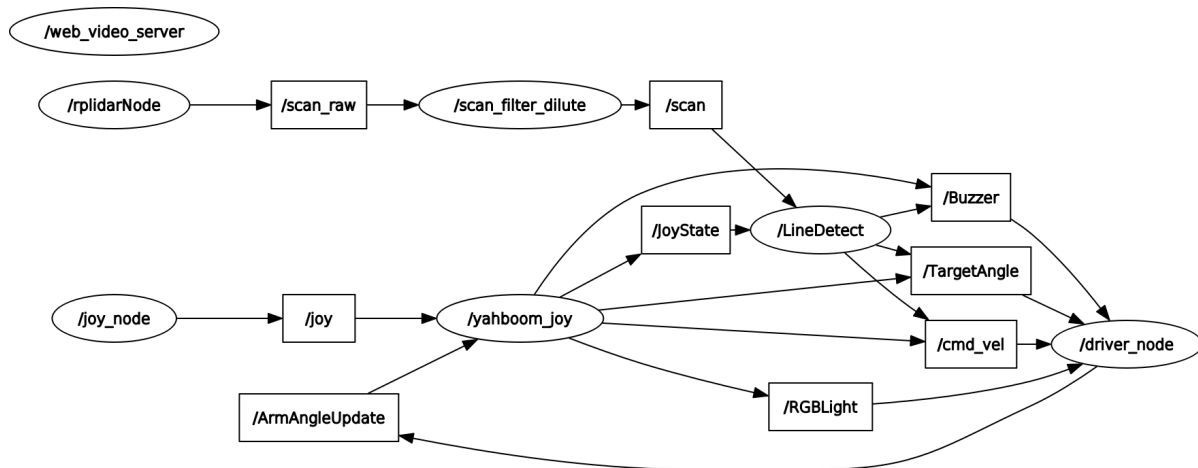 /web_video_server
/rplidarNode
/scan_raw
/scan_filter_dilute
/scan
/Buzzer
/JoyState
/LineDetect
/TargetAngle
/joy_node
/joy
/yahboom_joy
/cmd_vel
/driver_node
/RGBLight
/ArmAngleUpdate